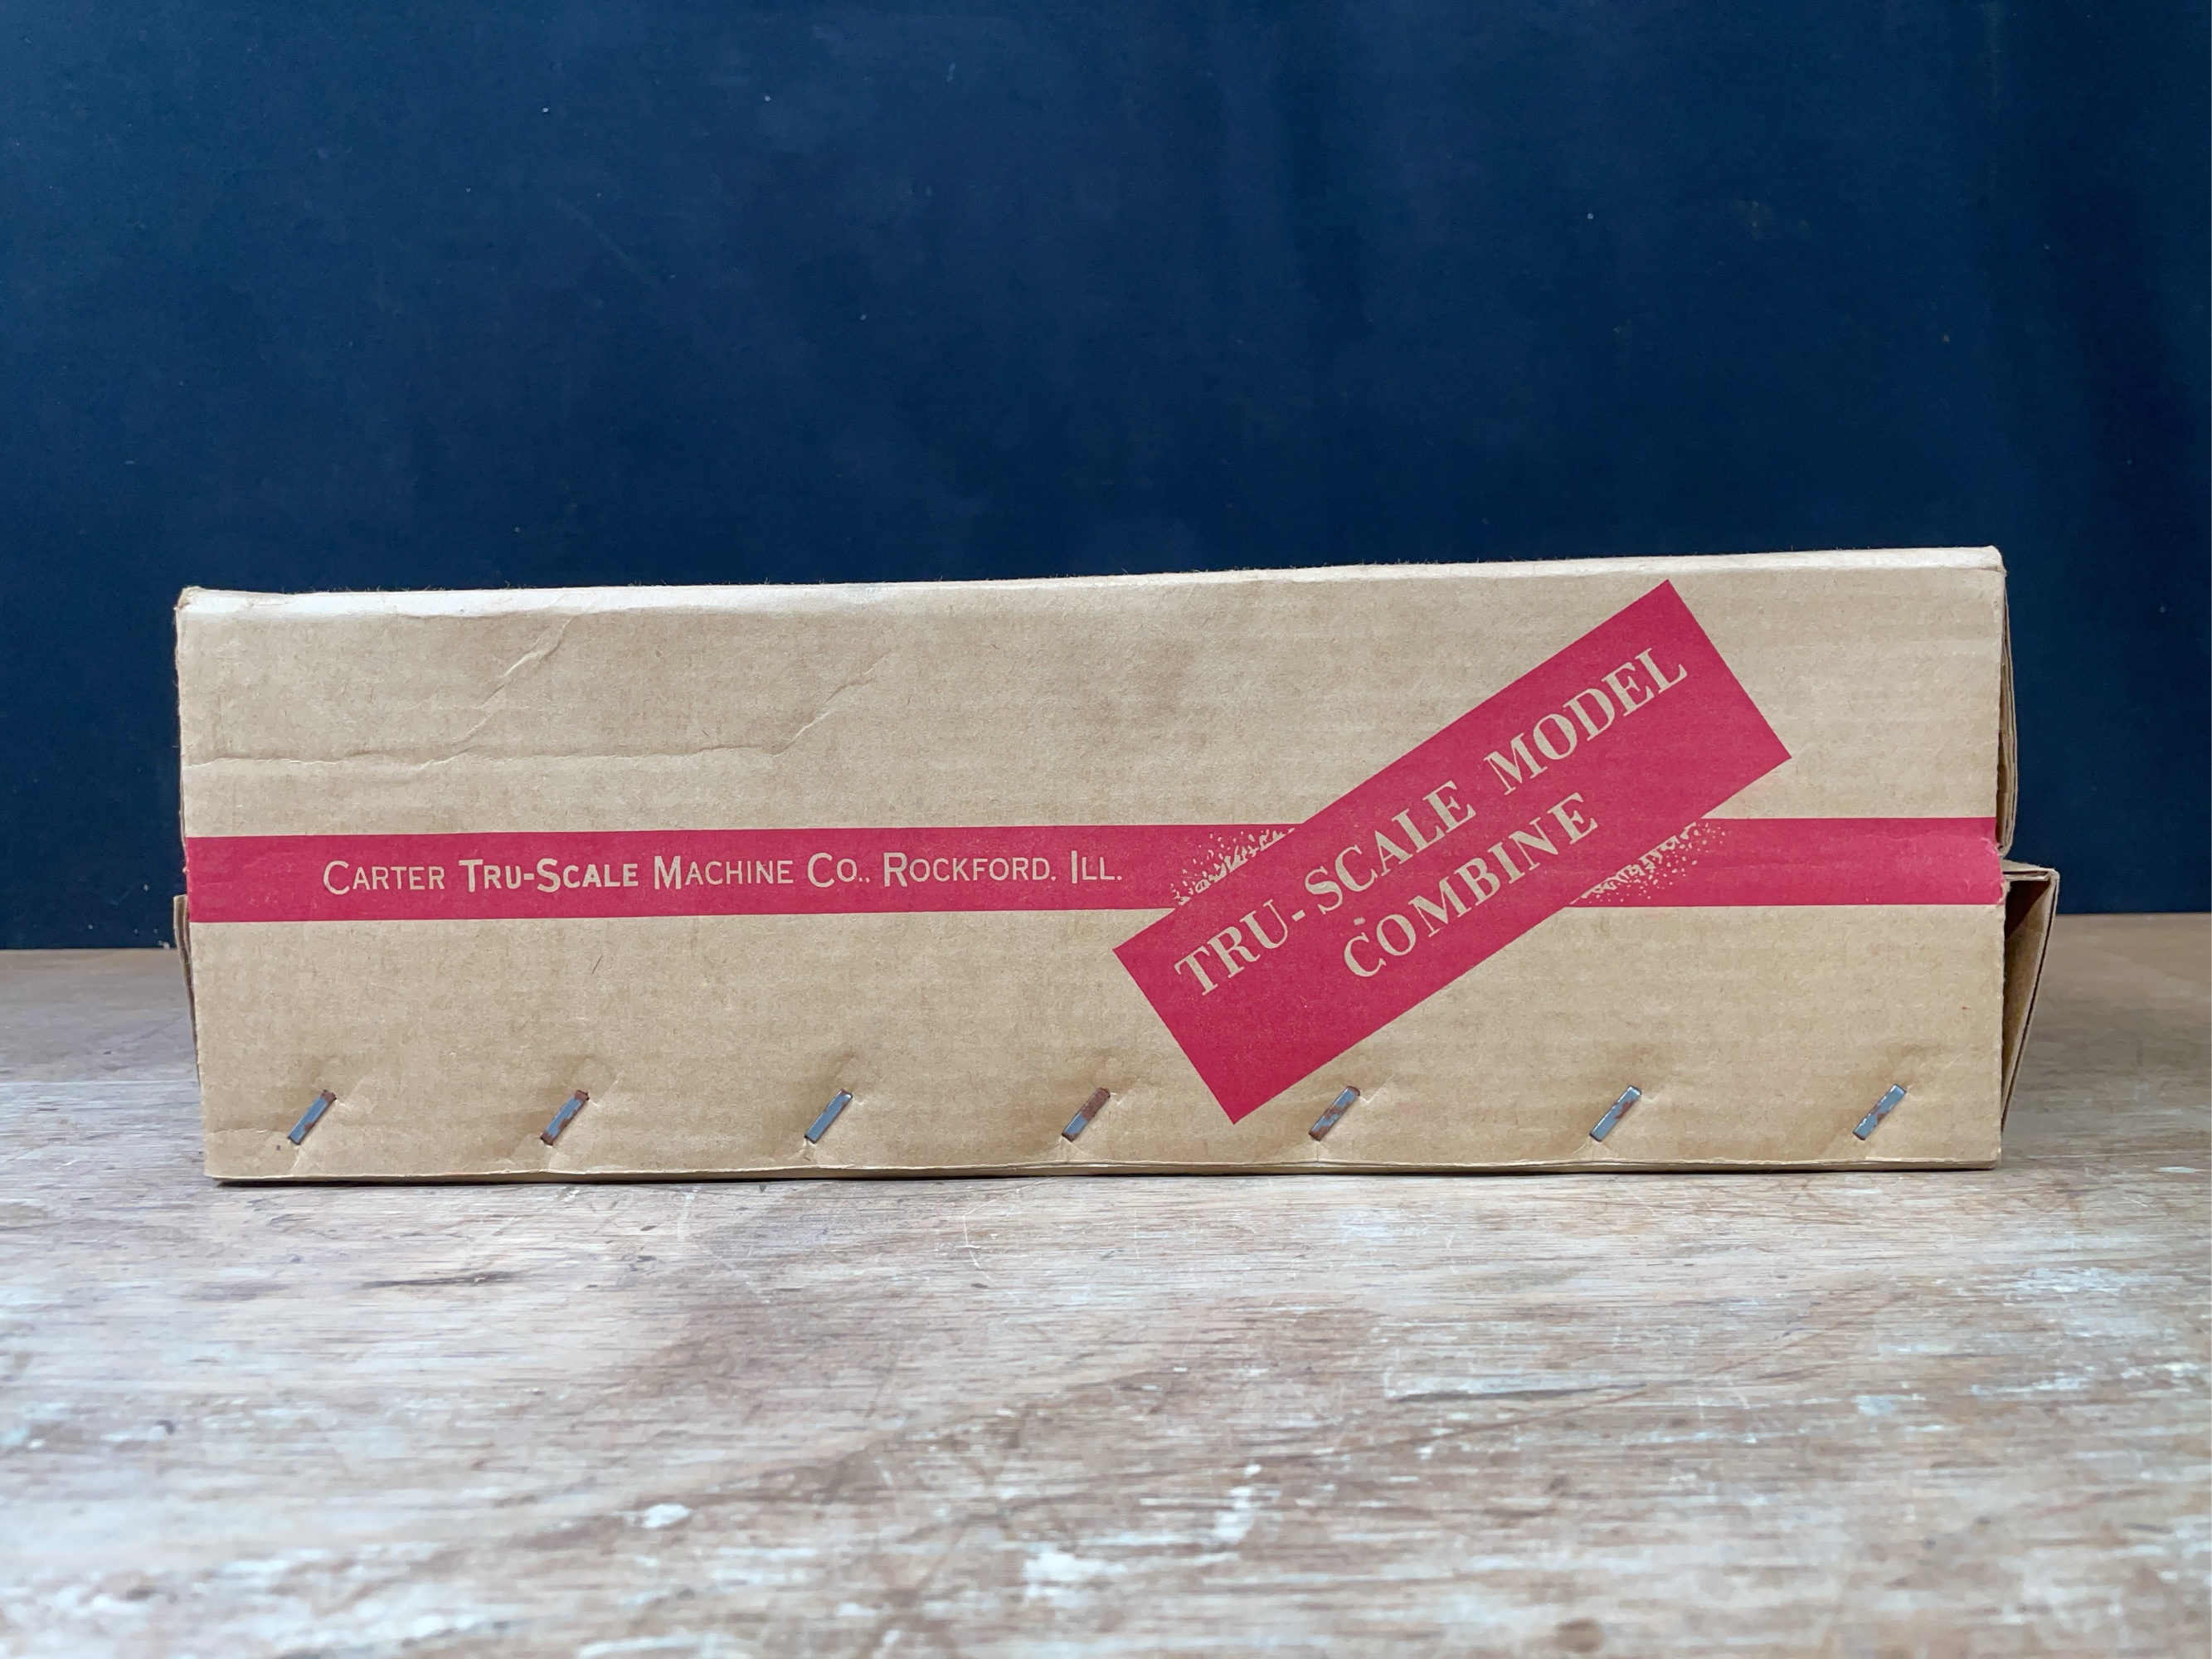 CARTER TRU-SCALE MACHINE CO., ROCKFORD, ILL.
TRU-SCALE MODEL
COMBINE